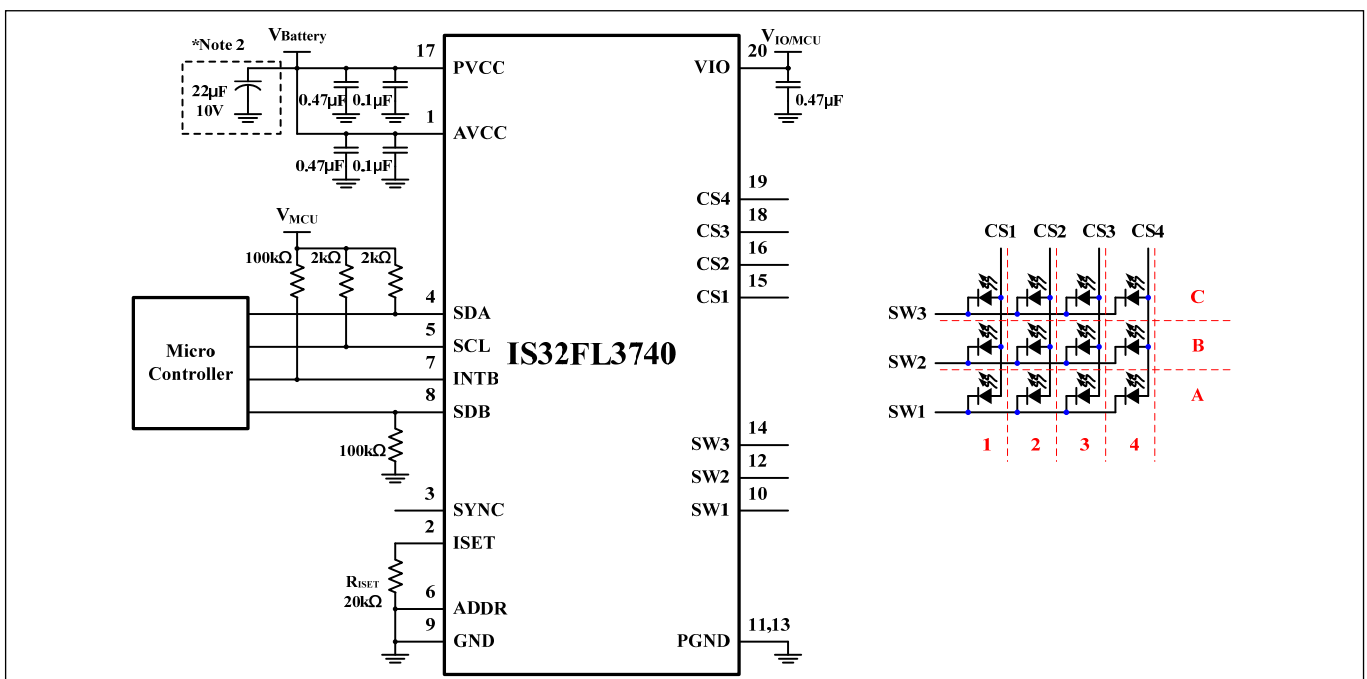 *Note 2
22µF
10V
VBattery
0.47µF 0.1µF
0.47µF 0.1µF
17
PVCC
1
AVCC
VMCU
100kΩ 2kΩ 2kΩ
Micro
Controller
4
SDA
5
SCL
7
INTB
8
SDB
100kΩ
3
SYNC
2
ISET
RISET
20kΩ
6
ADDR
9
GND
IS32FL3740
VIO/MCU
20
VIO
0.47µF
19
CS4
18
CS3
16
CS2
15
CS1
14
SW3
12
SW2
10
SW1
11,13
PGND
CS1 CS2 CS3 CS4
SW3 C
SW2 B
SW1 A
1 2 3 4